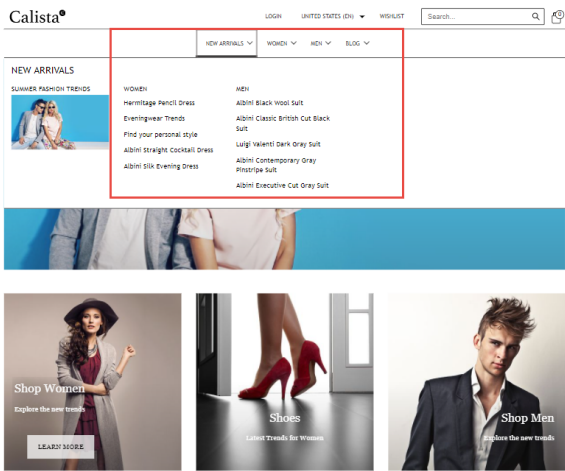 Calista
LOGIN UNITED STATES (EN) WISHLIST Search... 0
NEW ARRIVALS WOMEN MEN BLOG
NEW ARRIVALS
SUMMER FASHION TRENDS
WOMEN
Hermitage Pencil Dress
Eveningwear Trends
Find your personal style
Albini Straight Cocktail Dress
Albini Silk Evening Dress
MEN
Albini Black Wool Suit
Albini Classic British Cut Black
Suit
Luigi Valenti Dark Gray Suit
Albini Contemporary Gray
Pinstripe Suit
Albini Executive Cut Gray Suit
Shop Women
Explore the new trends
LEARN MORE
Shoes
Latest Trends for Women
Shop Men
Explore the new trends